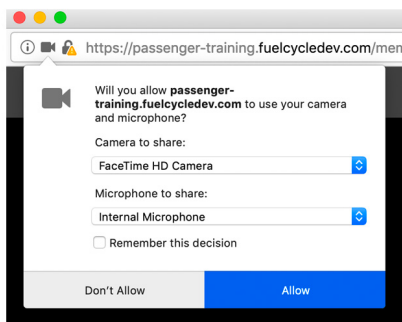 https://passenger-training.fuelcycledev.com/mem
Will you allow passenger-
training.fuelcycledev.com to use your camera
and microphone?
Camera to share:
FaceTime HD Camera
Microphone to share:
Internal Microphone
Remember this decision
Don't Allow
Allow